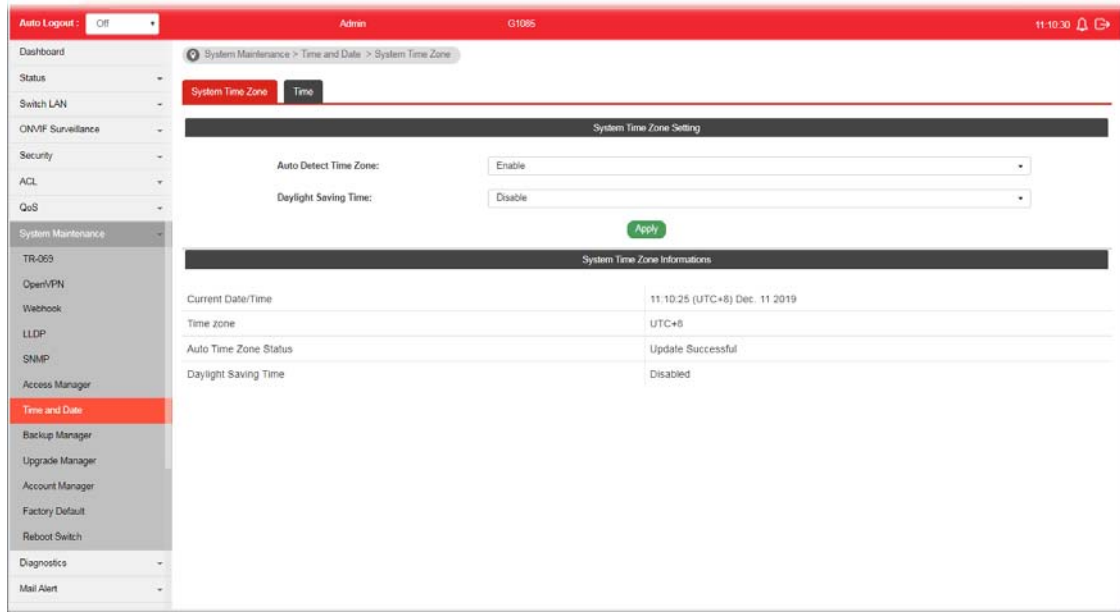 Auto Logout : Off Admin G1085 11:10:30
Dashboard
Status
Switch LAN
ONVIF Surveillance
Security
ACL
QoS
System Maintenance
TR-069
OpenVPN
Webhook
LLDP
SNMP
Access Manager
Time and Date
Backup Manager
Upgrade Manager
Account Manager
Factory Default
Reboot Switch
Diagnostics
Mail Alert
System Maintenance > Time and Date > System Time Zone
System Time Zone Time
System Time Zone Setting
Auto Detect Time Zone: Enable
Daylight Saving Time: Disable
Apply
System Time Zone Informations
Current Date/Time 11:10:25 (UTC+8) Dec. 11 2019
Time zone UTC+8
Auto Time Zone Status Update Successful
Daylight Saving Time Disabled